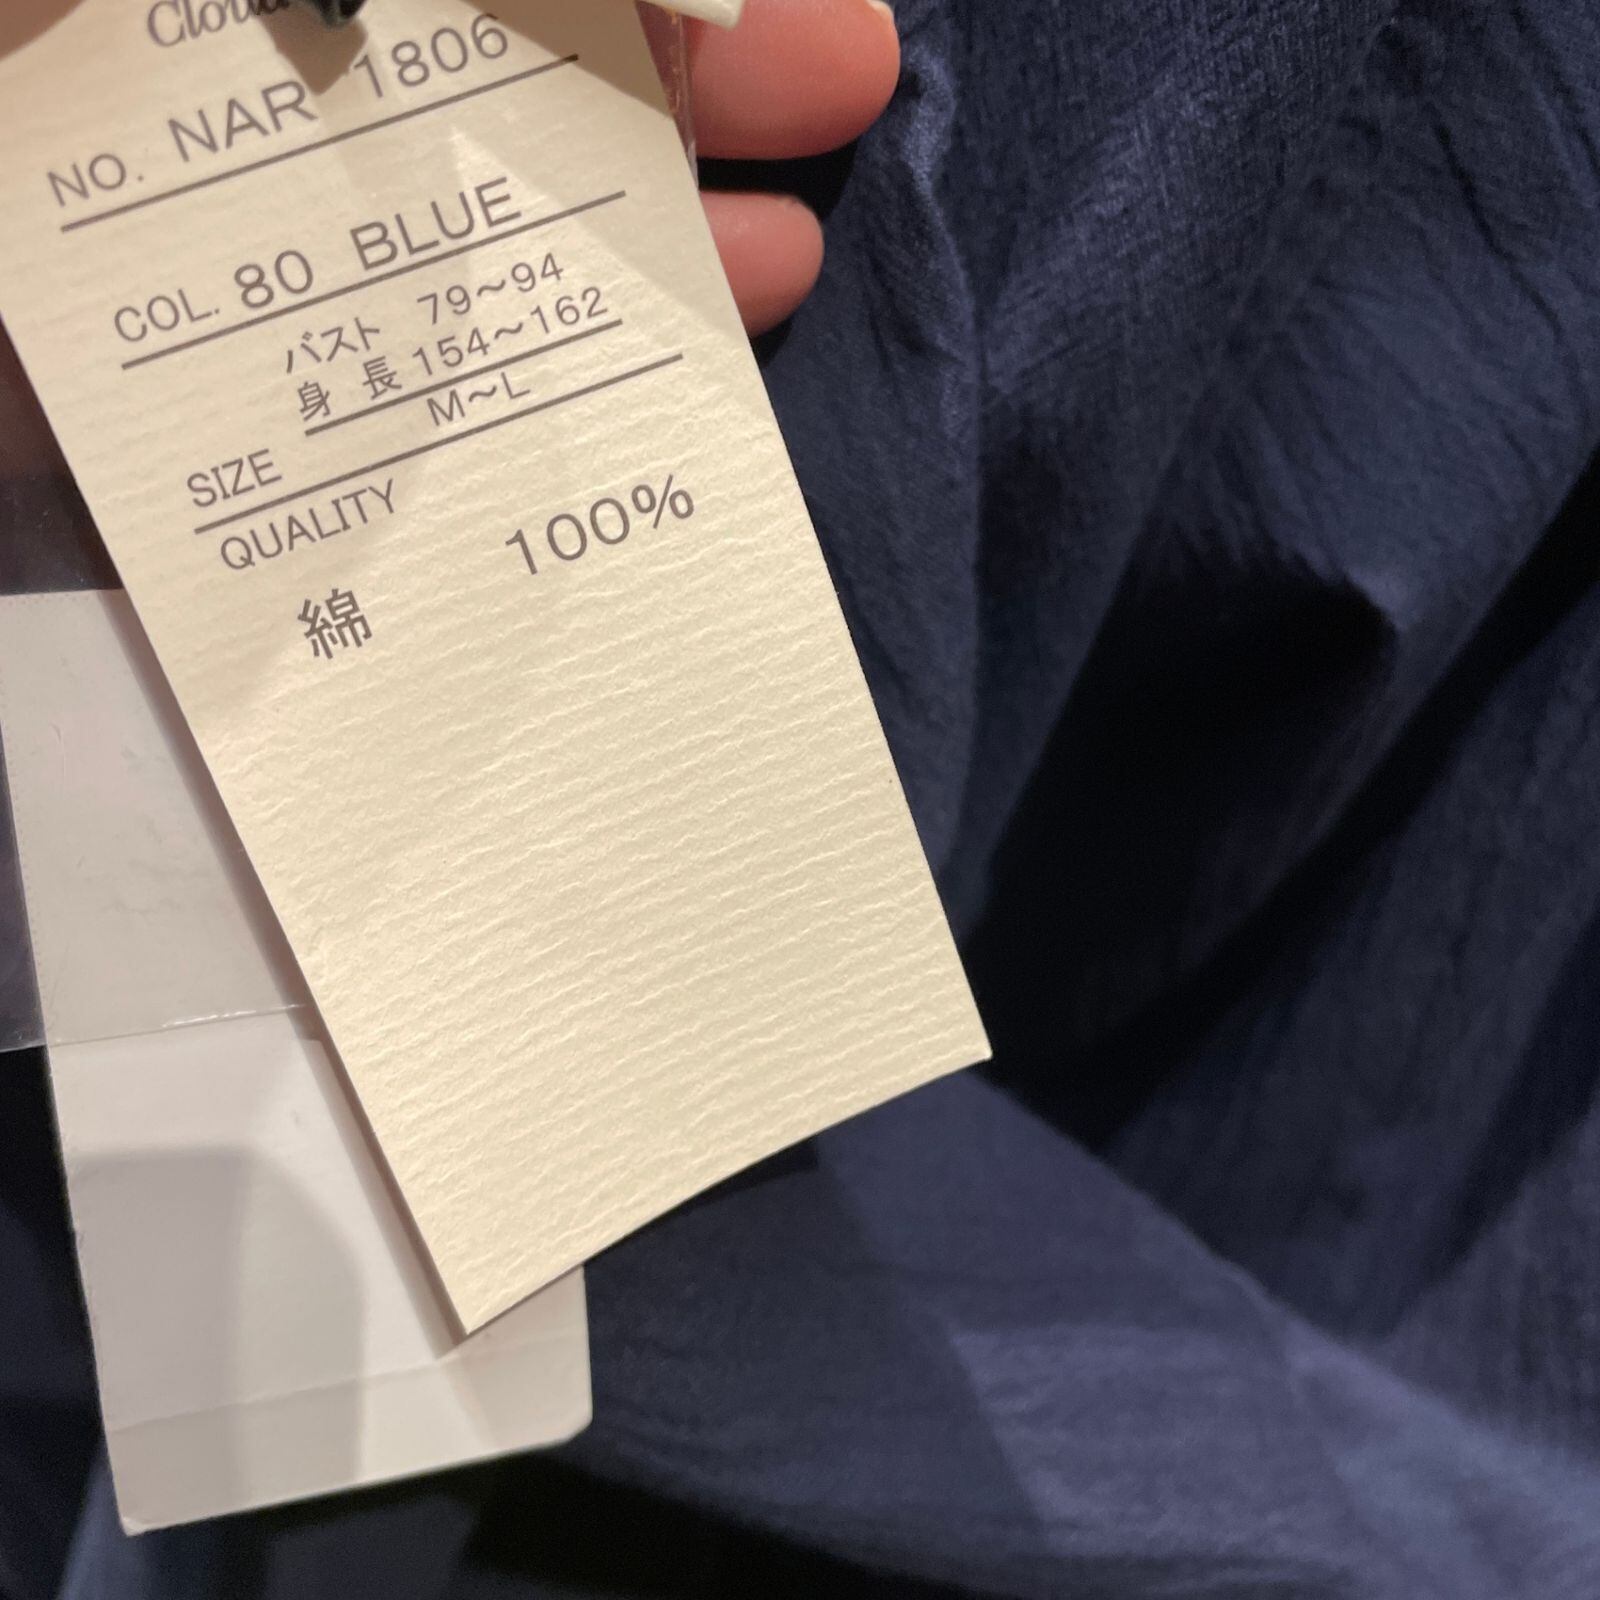 NO. NAR 1806
COL. 80 BLUE
バスト 79～94
身 長 154～162
SIZE M～L
QUALITY
綿 100%